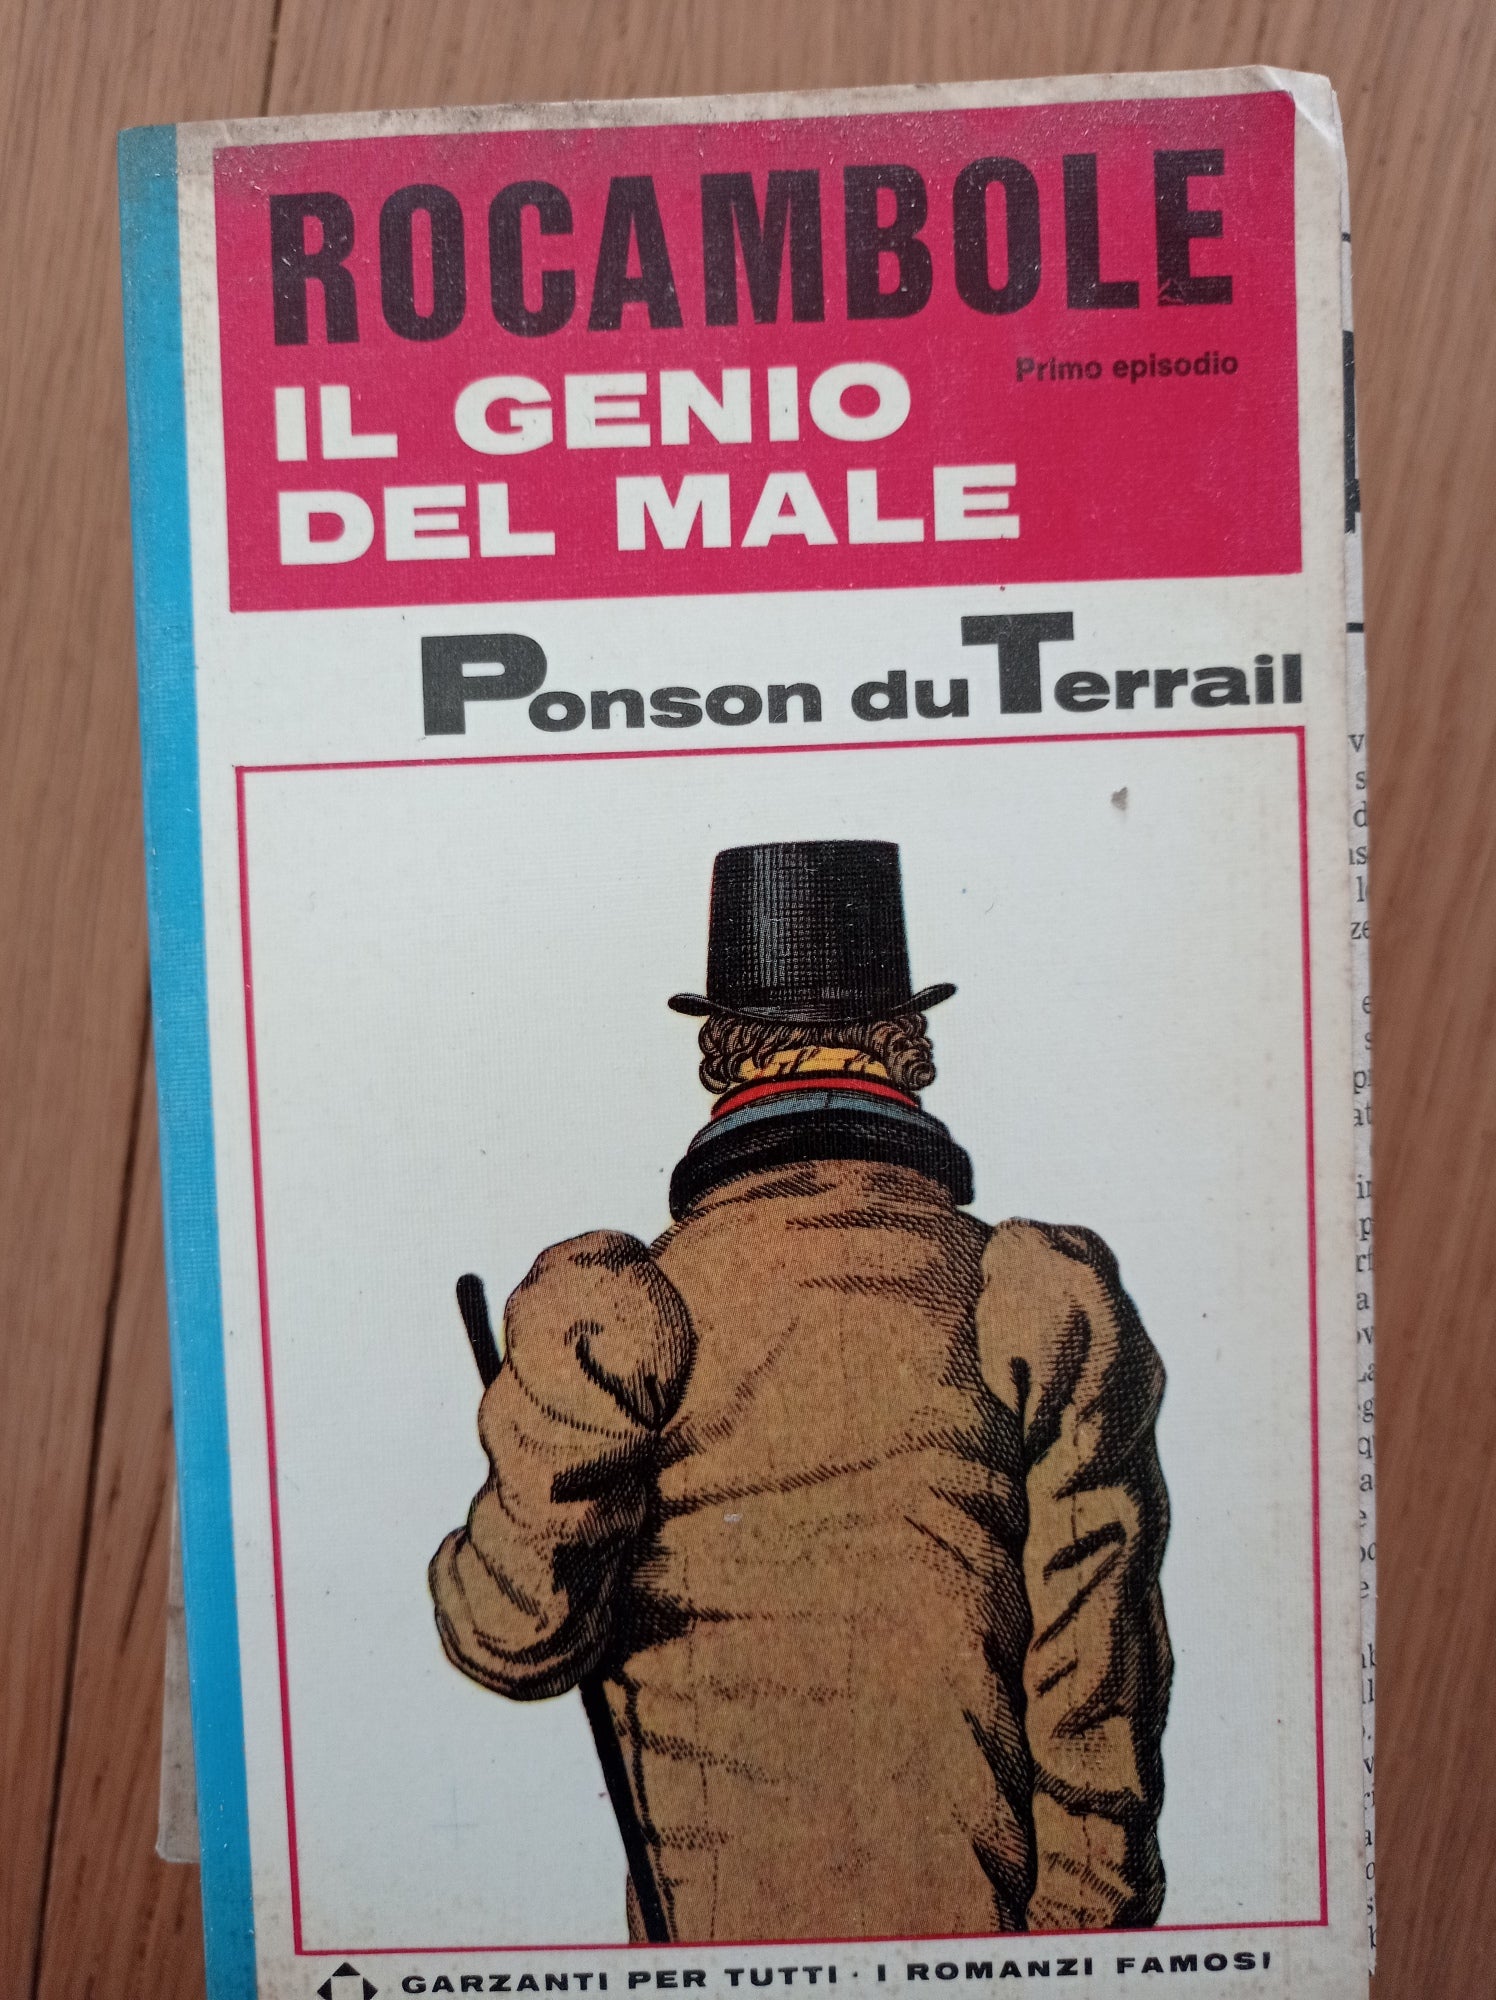 ROCAMBOLE
Primo episodio
IL GENIO
DEL MALE
Ponson du Terrail
GARZANTI PER TUTTI · I ROMANZI FAMOSI